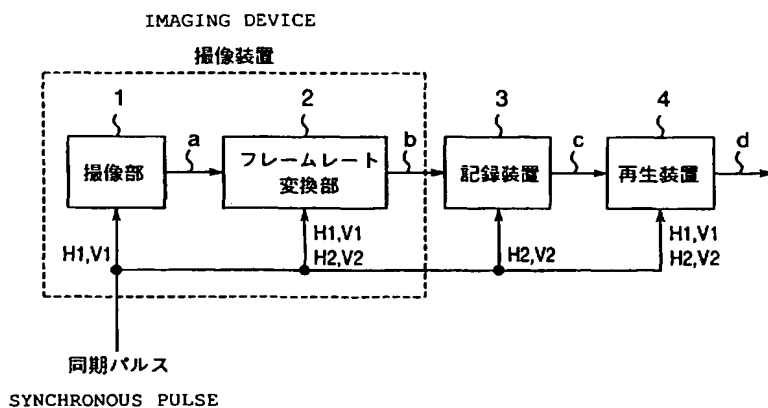 IMAGING DEVICE
撮像装置
1
2
3
4
a
b
c
d
撮像部
フレームレート
変換部
記録装置
再生装置
H1,V1
H1,V1
H2,V2
H2,V2
H1,V1
H2,V2
同期パルス
SYNCHRONOUS PULSE